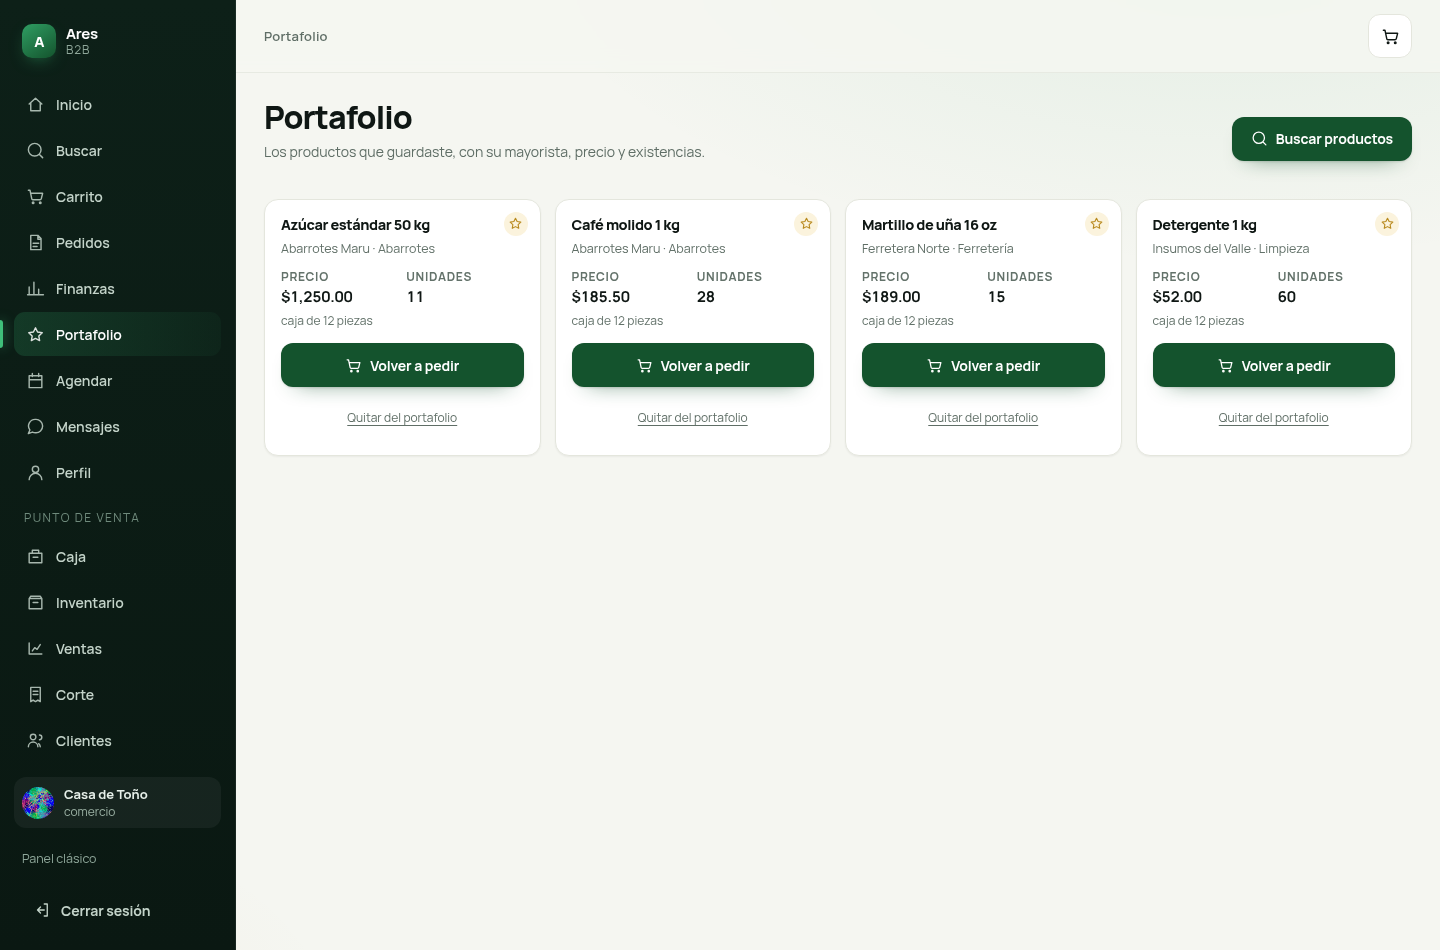 A
Ares
B2B
Inicio
Buscar
Carrito
Pedidos
Finanzas
Portafolio
Agendar
Mensajes
Perfil
PUNTO DE VENTA
Caja
Inventario
Ventas
Corte
Clientes
Casa de Toño
comercio
Panel clásico
Cerrar sesión
Portafolio
Portafolio
Los productos que guardaste, con su mayorista, precio y existencias.
Buscar productos
Azúcar estándar 50 kg
Abarrotes Maru · Abarrotes
PRECIO UNIDADES
$1,250.00 11
caja de 12 piezas
Volver a pedir
Quitar del portafolio
Café molido 1 kg
Abarrotes Maru · Abarrotes
PRECIO UNIDADES
$185.50 28
caja de 12 piezas
Volver a pedir
Quitar del portafolio
Martillo de uña 16 oz
Ferretera Norte · Ferretería
PRECIO UNIDADES
$189.00 15
caja de 12 piezas
Volver a pedir
Quitar del portafolio
Detergente 1 kg
Insumos del Valle · Limpieza
PRECIO UNIDADES
$52.00 60
caja de 12 piezas
Volver a pedir
Quitar del portafolio